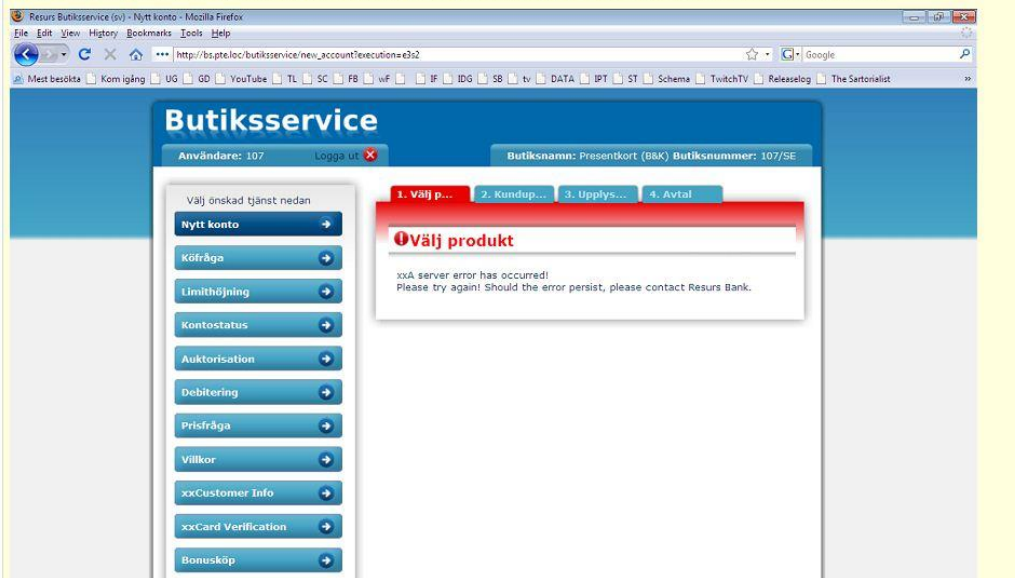 Resurs Butiksservice (sv) - Nytt konto - Mozilla Firefox
File Edit View History Bookmarks Tools Help
http://bs.pte.loc/butiksservice/new_account?execution=e3s2
Google
Mest besökta Kom igång UG GD YouTube TL SC FB wF IF IDG SB tv DATA IPT ST Schema TwitchTV Releaselog The Sartorialist »
Butiksservice
Användare: 107 Logga ut
Butiksnamn: Presentkort (B&K) Butiksnummer: 107/SE
Välj önskad tjänst nedan
Nytt konto
Köfråga
Limithöjning
Kontostatus
Auktorisation
Debitering
Prisfråga
Villkor
xxCustomer Info
xxCard Verification
Bonusköp
1. Välj p... 2. Kundup... 3. Upplys... 4. Avtal
Välj produkt
xxA server error has occurred!
Please try again! Should the error persist, please contact Resurs Bank.